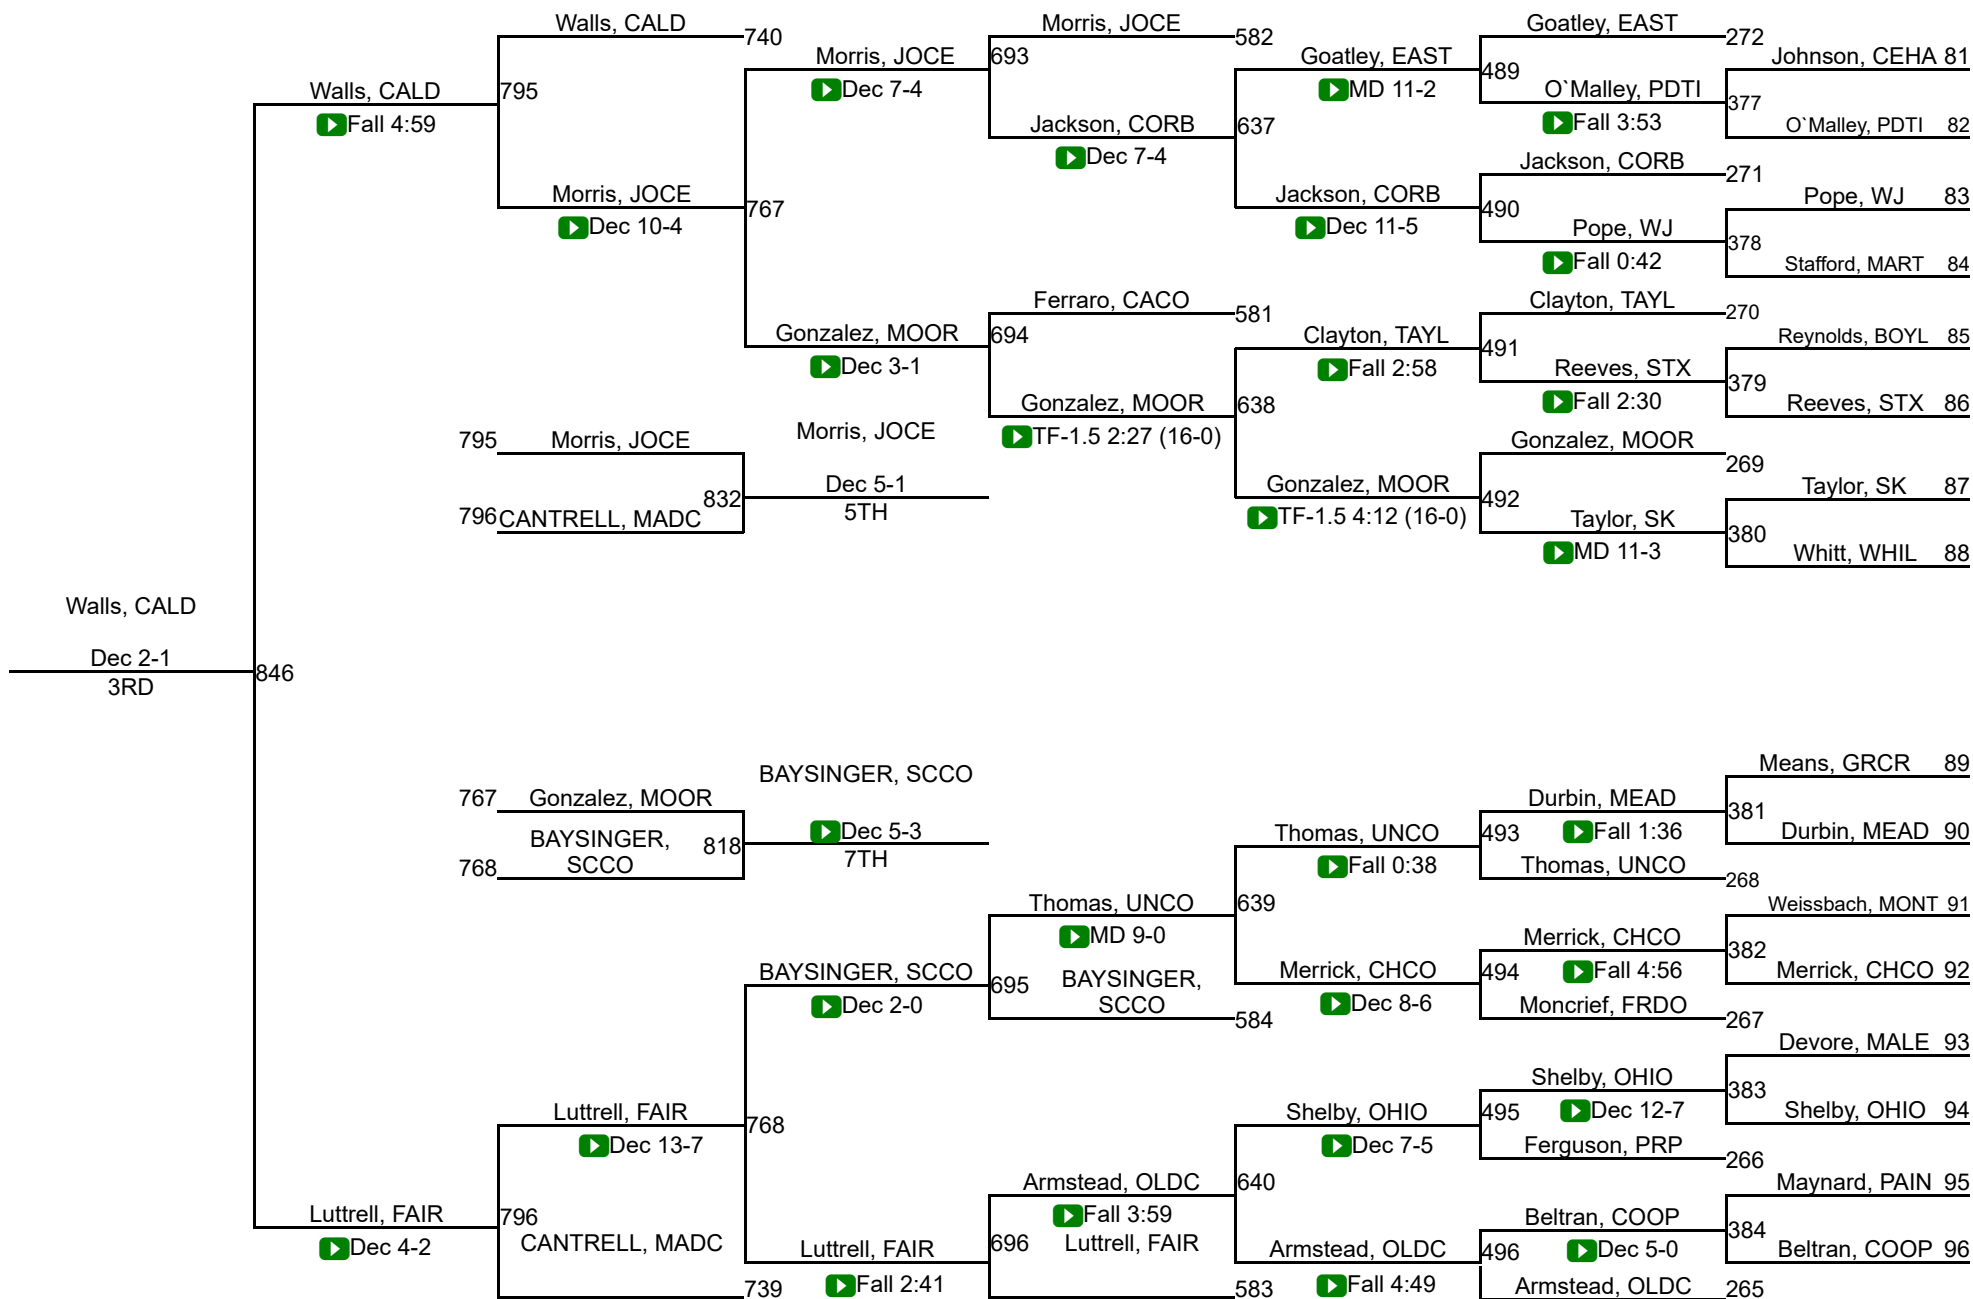 Walls, CALD
740
Morris, JOCE
582
Goatley, EAST
272
Morris, JOCE
693
Goatley, EAST
489
Johnson, CEHA 81
Walls, CALD
795
Dec 7-4
MD 11-2
O`Malley, PDTI
377
Fall 4:59
Jackson, CORB
637
Fall 3:53
O`Malley, PDTI 82
Dec 7-4
Jackson, CORB
271
Morris, JOCE
767
Jackson, CORB
490
Pope, WJ 83
Dec 10-4
Dec 11-5
Pope, WJ
378
Fall 0:42
Stafford, MART 84
Ferraro, CACO
581
Clayton, TAYL
270
Gonzalez, MOOR
694
Clayton, TAYL
491
Reynolds, BOYL 85
Dec 3-1
Fall 2:58
Reeves, STX
379
Gonzalez, MOOR
638
Fall 2:30
Reeves, STX 86
795
Morris, JOCE
Morris, JOCE
TF-1.5 2:27 (16-0)
Gonzalez, MOOR
269
832
Dec 5-1
Gonzalez, MOOR
492
Taylor, SK 87
796
CANTRELL, MADC
5TH
TF-1.5 4:12 (16-0)
Taylor, SK
380
MD 11-3
Whitt, WHIL 88
Walls, CALD
Dec 2-1
846
3RD
BAYSINGER, SCCO
Means, GRCR 89
767
Gonzalez, MOOR
Durbin, MEAD
381
818
Dec 5-3
Thomas, UNCO
493
Fall 1:36
Durbin, MEAD 90
768
BAYSINGER,
SCCO
7TH
Fall 0:38
Thomas, UNCO
268
Thomas, UNCO
639
Weissbach, MONT 91
MD 9-0
Merrick, CHCO
382
BAYSINGER, SCCO
695
BAYSINGER,
SCCO
Merrick, CHCO
494
Fall 4:56
Merrick, CHCO 92
Dec 2-0
584
Dec 8-6
Moncrief, FRDO
267
Devore, MALE 93
Shelby, OHIO
383
Luttrell, FAIR
768
Shelby, OHIO
495
Dec 12-7
Shelby, OHIO 94
Dec 13-7
Dec 7-5
Ferguson, PRP
266
Armstead, OLDC
640
Maynard, PAIN 95
Luttrell, FAIR
796
Fall 3:59
Beltran, COOP
384
Dec 4-2
CANTRELL, MADC
Luttrell, FAIR
696
Luttrell, FAIR
Armstead, OLDC
496
Dec 5-0
Beltran, COOP 96
739
Fall 2:41
583
Fall 4:49
Armstead, OLDC
265